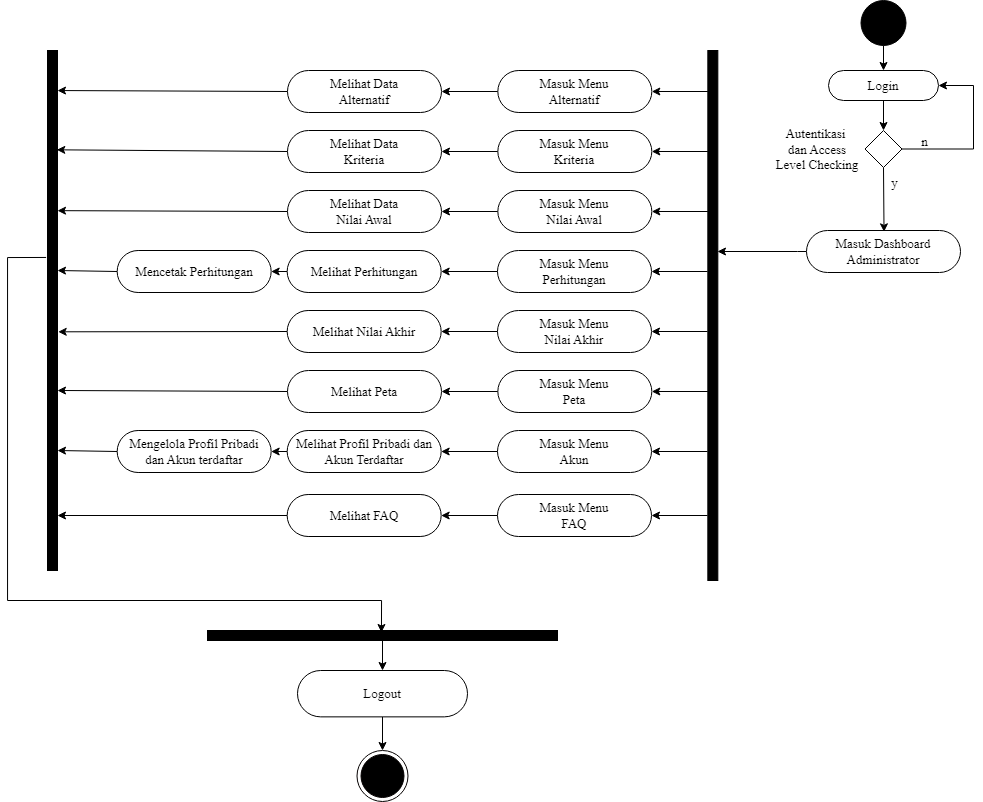 Login
Autentikasi
dan Access
Level Checking
n
y
Masuk Dashboard
Administrator
Melihat Data
Alternatif
Masuk Menu
Alternatif
Melihat Data
Kriteria
Masuk Menu
Kriteria
Melihat Data
Nilai Awal
Masuk Menu
Nilai Awal
Mencetak Perhitungan
Melihat Perhitungan
Masuk Menu
Perhitungan
Melihat Nilai Akhir
Masuk Menu
Nilai Akhir
Melihat Peta
Masuk Menu
Peta
Mengelola Profil Pribadi
dan Akun terdaftar
Melihat Profil Pribadi dan
Akun Terdaftar
Masuk Menu
Akun
Melihat FAQ
Masuk Menu
FAQ
Logout